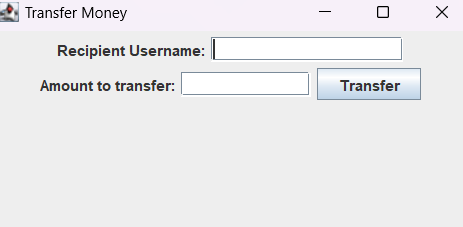 Transfer Money
Recipient Username:
Amount to transfer: Transfer